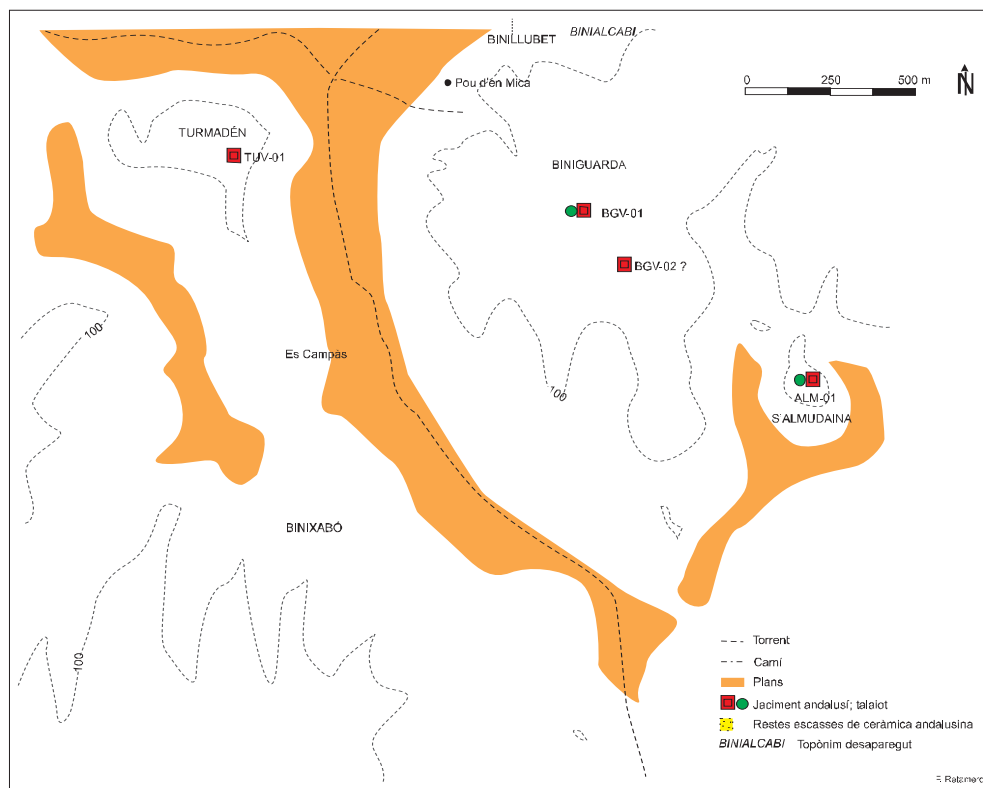 BINILLUBET
BINIALCABI
Pou d'en Mica
0 250 500 m
N
TURMADÉN
TUV-01
BINIGUARDA
BGV-01
BGV-02 ?
100
Es Campàs
100
ALM-01
S'ALMUDAINA
BINIXABÓ
100
Torrent
Camí
Plans
Jaciment andalusí; talaiot
Restes escasses de ceràmica andalusina
BINIALCABI Topònim desaparegut
F. Retamero